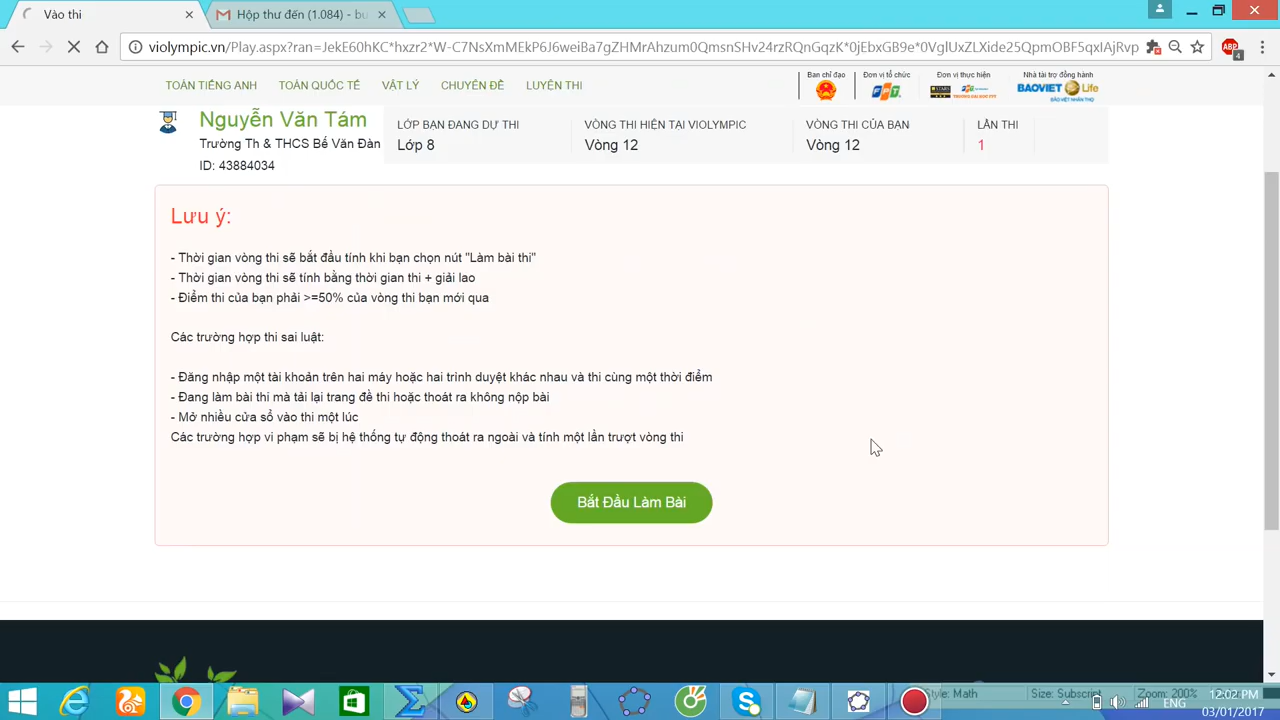 Vào thi
Hộp thư đến (1.084) - bu
violympic.vn/Play.aspx?ran=JekE60hKC*hxzr2*W-C7NsXmMEkP6J6weiBa7gZHMrAhzum0QmsnSHv24rzRQnGqzK*0jEbxGB9e*0VglUxZLXide25QpmOBF5qxIAjRvp
TOÁN TIẾNG ANH TOÁN QUỐC TẾ VẬT LÝ CHUYÊN ĐỀ LUYỆN THI
Ban chỉ đạo Đơn vị tổ chức Đơn vị thực hiện Nhà tài trợ đồng hành
FPT BAOVIET Life
BẢO VIỆT NHÂN THỌ
Nguyễn Văn Tám
Trường Th & THCS Bế Văn Đàn
ID: 43884034
LỚP BẠN ĐANG DỰ THI VÒNG THI HIỆN TẠI VIOLYMPIC VÒNG THI CỦA BẠN LẦN THI
Lớp 8 Vòng 12 Vòng 12 1
Lưu ý:
- Thời gian vòng thi sẽ bắt đầu tính khi bạn chọn nút "Làm bài thi"
- Thời gian vòng thi sẽ tính bằng thời gian thi + giải lao
- Điểm thi của bạn phải >=50% của vòng thi bạn mới qua
Các trường hợp thi sai luật:
- Đăng nhập một tài khoản trên hai máy hoặc hai trình duyệt khác nhau và thi cùng một thời điểm
- Đang làm bài thi mà tải lại trang đề thi hoặc thoát ra không nộp bài
- Mở nhiều cửa sổ vào thi một lúc
Các trường hợp vi phạm sẽ bị hệ thống tự động thoát ra ngoài và tính một lần trượt vòng thi
Bắt Đầu Làm Bài
Style: Math Size: Subscript Zoom: 200%
ENG
12:02 PM
03/01/2017
ABP
4